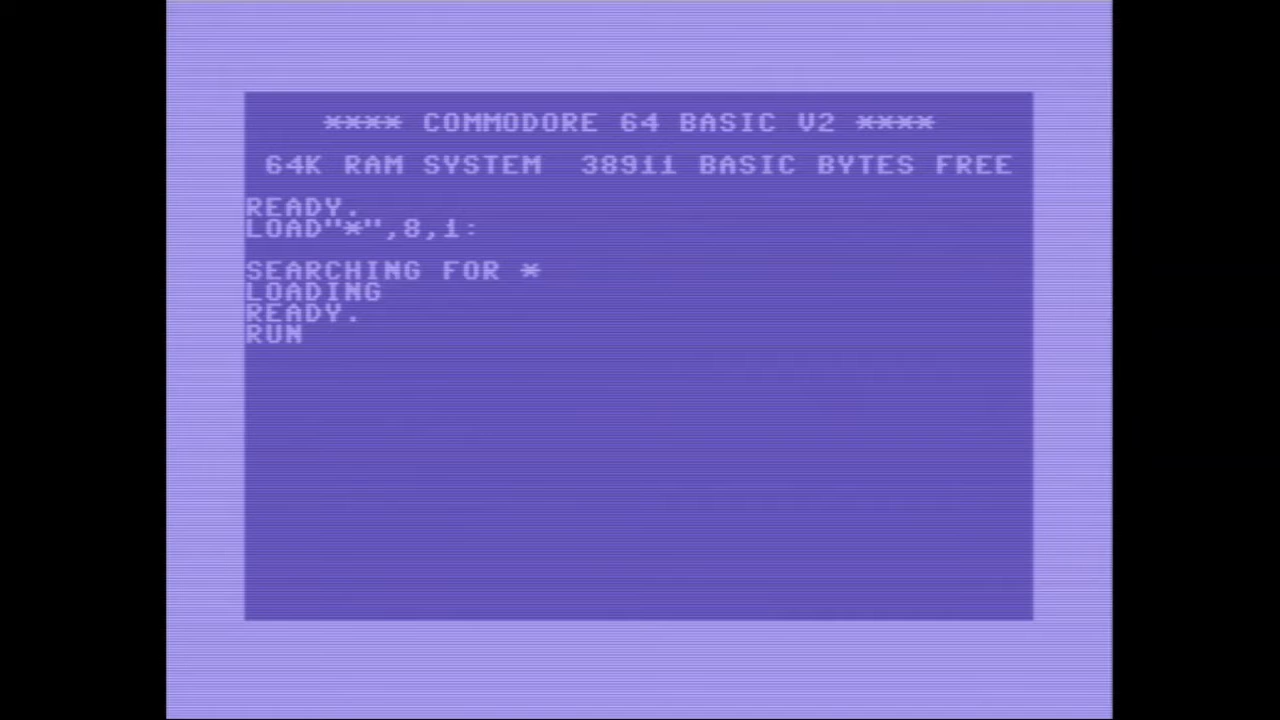 **** COMMODORE 64 BASIC V2 ****
64K RAM SYSTEM  38911 BASIC BYTES FREE
READY.
LOAD"*",8,1:
SEARCHING FOR *
LOADING
READY.
RUN